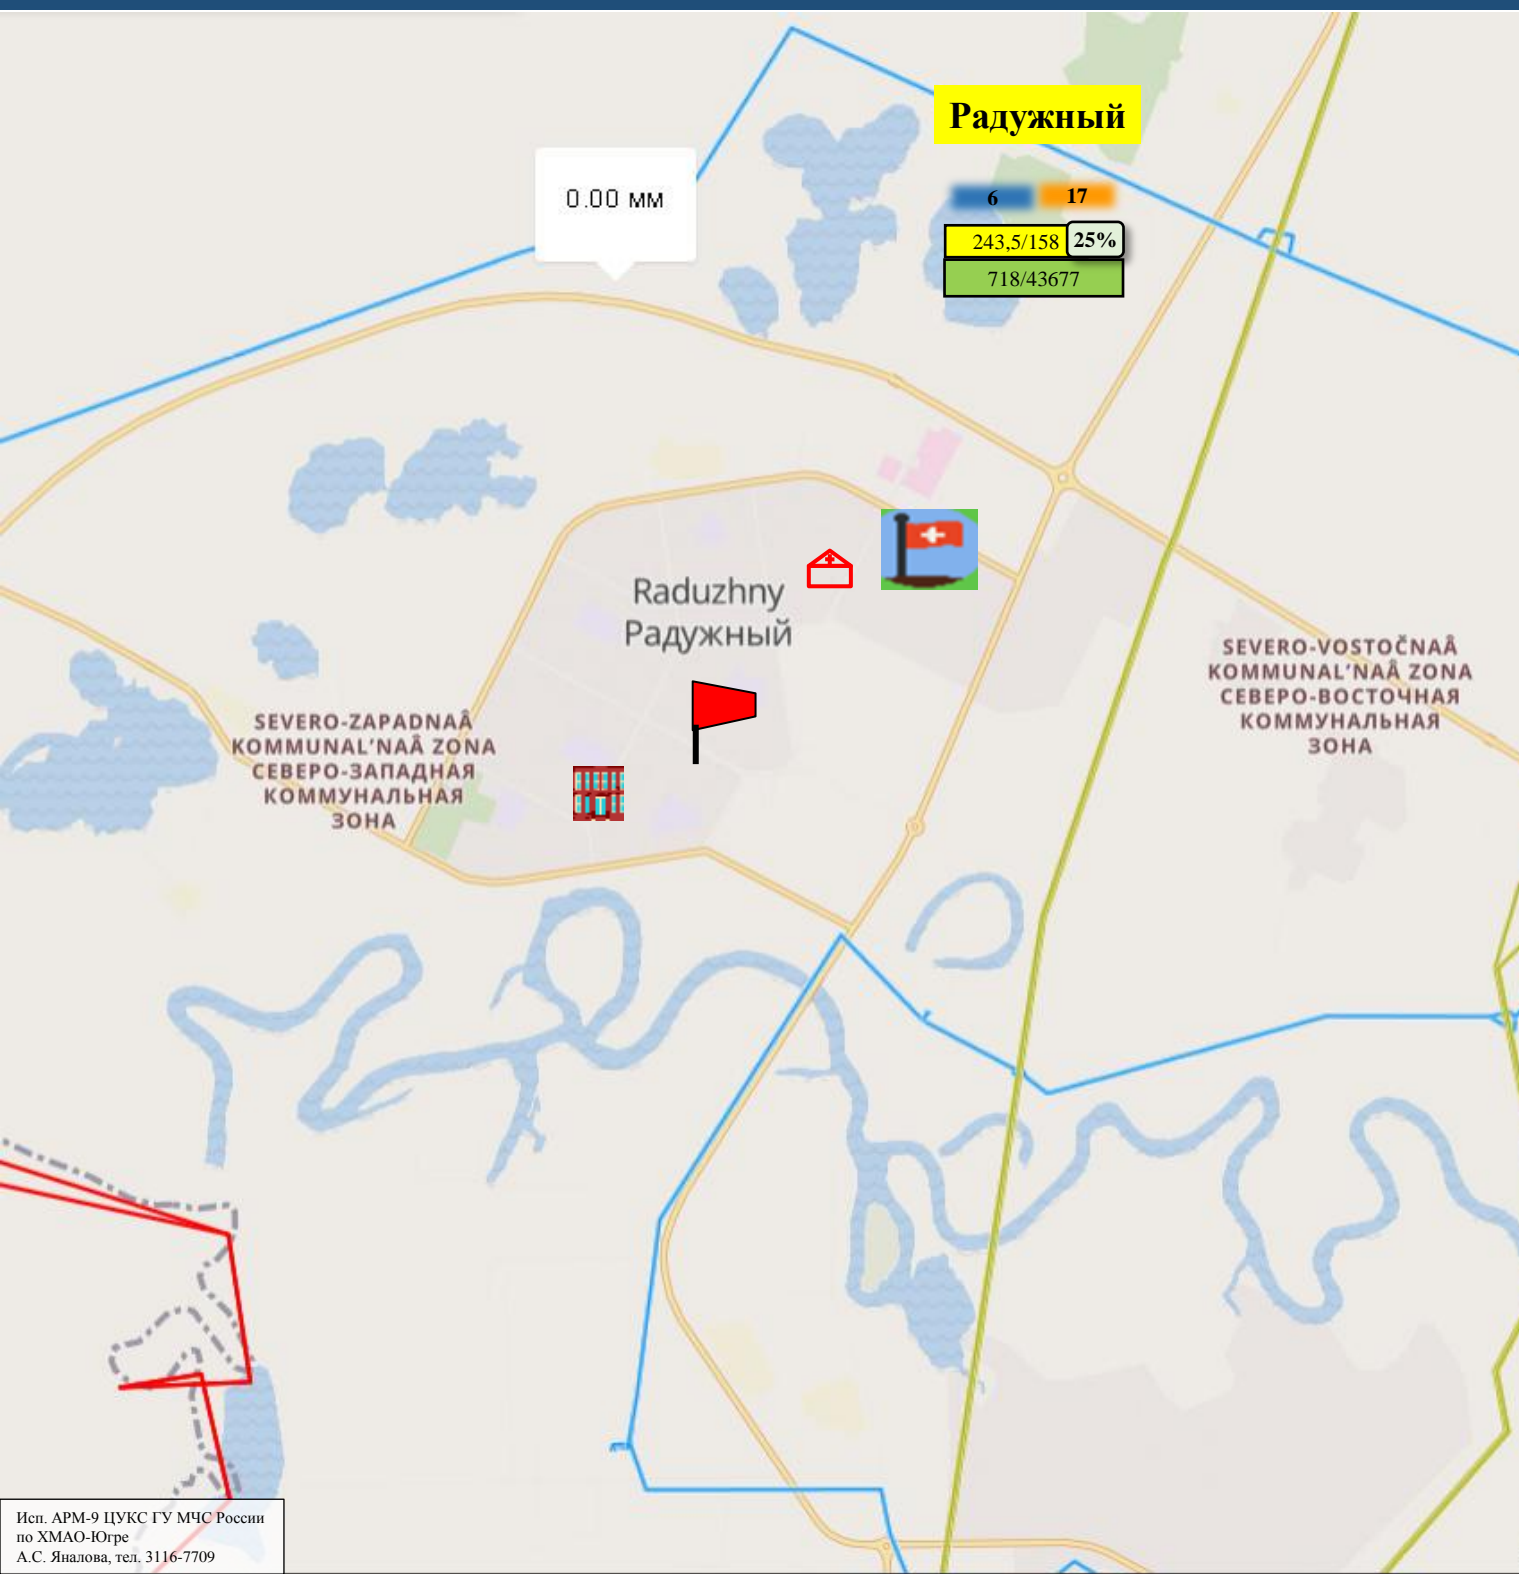 Радужный
0.00 мм
6
17
243,5/158
25%
718/43677
Raduzhny
Радужный
SEVERO-VOSTOČNAÂ
KOMMUNAL'NAÂ ZONA
СЕВЕРО-ВОСТОЧНАЯ
КОММУНАЛЬНАЯ
ЗОНА
SEVERO-ZAPADNAÂ
KOMMUNAL'NAÂ ZONA
СЕВЕРО-ЗАПАДНАЯ
КОММУНАЛЬНАЯ
ЗОНА
Исп. АРМ-9 ЦУКС ГУ МЧС России
по ХМАО-Югре
А.С. Яналова, тел. 3116-7709